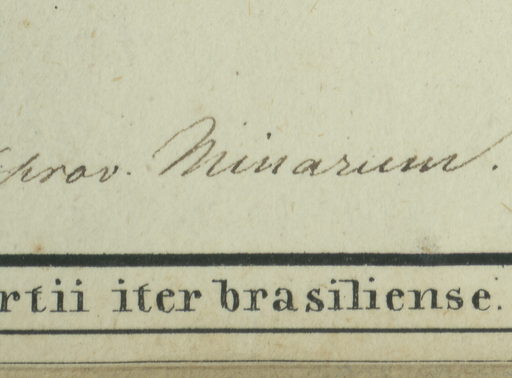 prov. Minarum.
rtii iter brasiliense.